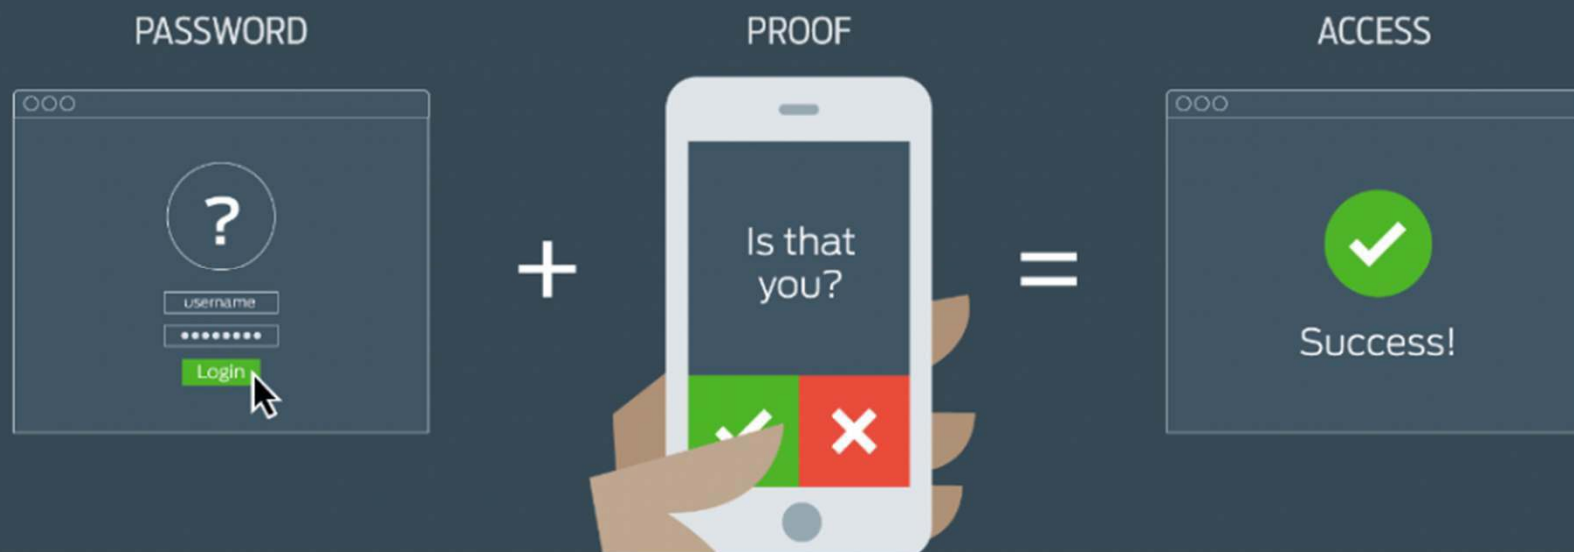 PASSWORD
PROOF
ACCESS
?
username
Login
+
Is that
you?
=
Success!